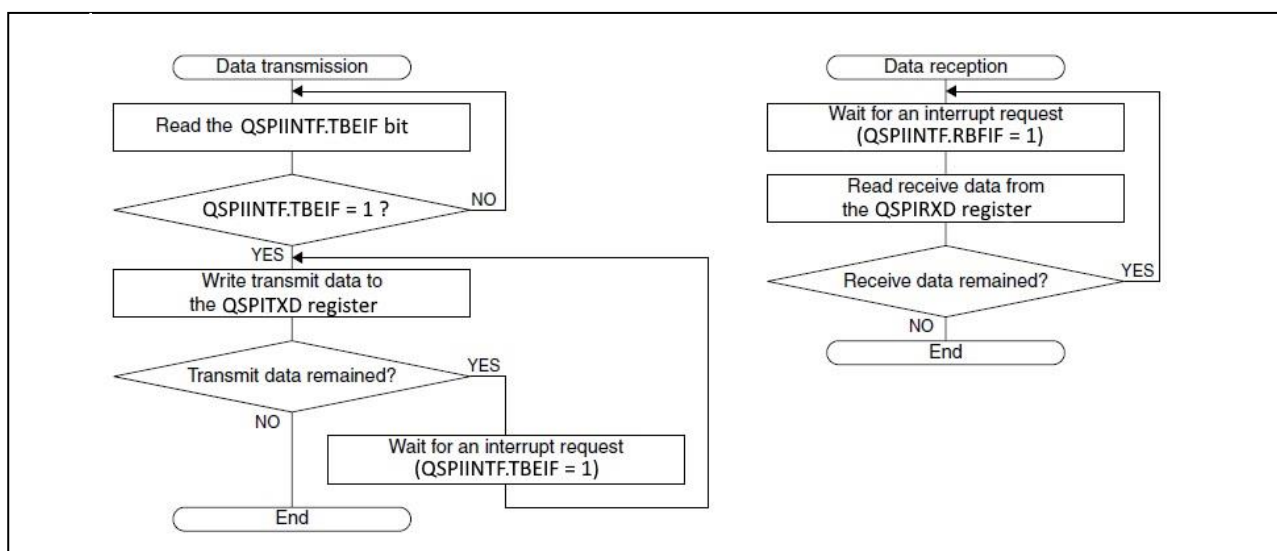 Data transmission
Read the QSPIINTF.TBEIF bit
QSPIINTF.TBEIF = 1 ?
NO
YES
Write transmit data to
the QSPITXD register
Transmit data remained?
YES
NO
Wait for an interrupt request
(QSPIINTF.TBEIF = 1)
End
Data reception
Wait for an interrupt request
(QSPIINTF.RBFIF = 1)
Read receive data from
the QSPIRXD register
Receive data remained?
YES
NO
End